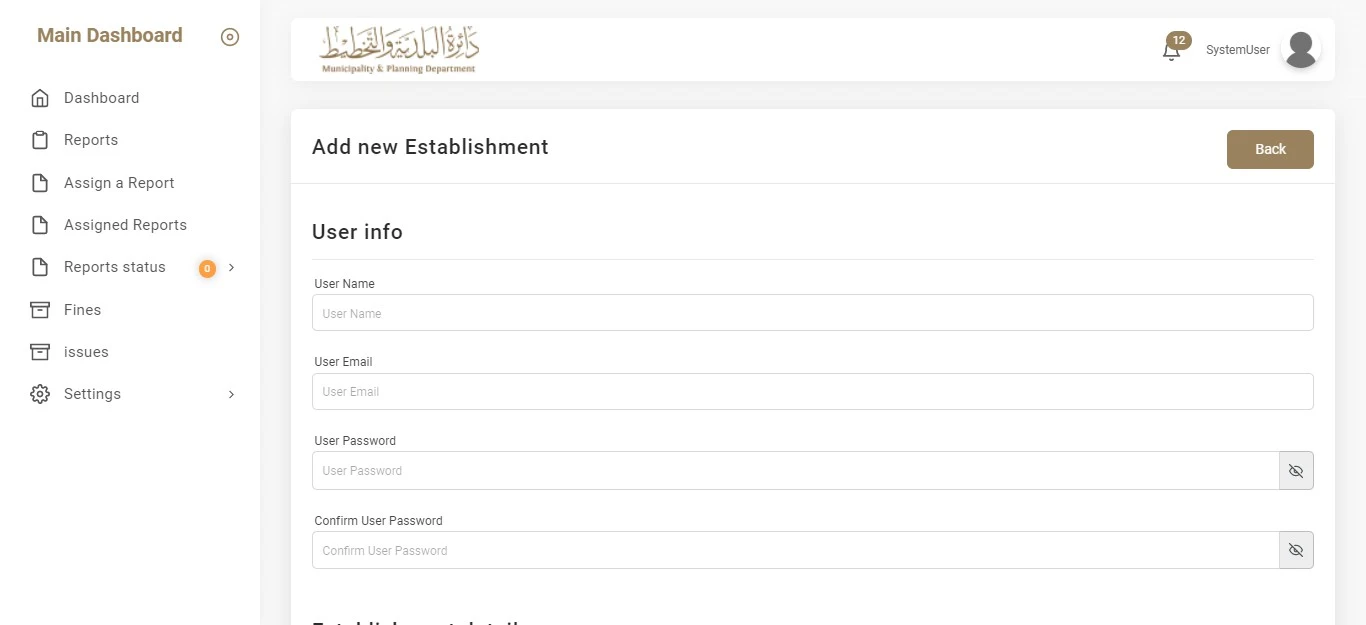 Main Dashboard
Dashboard
Reports
Assign a Report
Assigned Reports
Reports status 0
Fines
issues
Settings
دائرة البلدية والتخطيط
Municipality & Planning Department
12
SystemUser
Add new Establishment
Back
User info
User Name
User Name
User Email
User Email
User Password
User Password
Confirm User Password
Confirm User Password